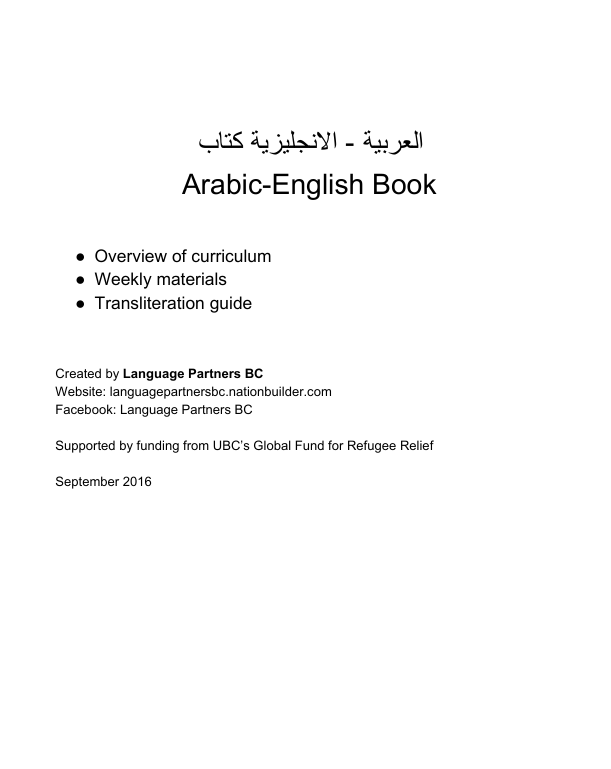 العربية - الانجليزية كتاب
Arabic-English Book
● Overview of curriculum
● Weekly materials
● Transliteration guide
Created by Language Partners BC
Website: languagepartnersbc.nationbuilder.com
Facebook: Language Partners BC
Supported by funding from UBC’s Global Fund for Refugee Relief
September 2016